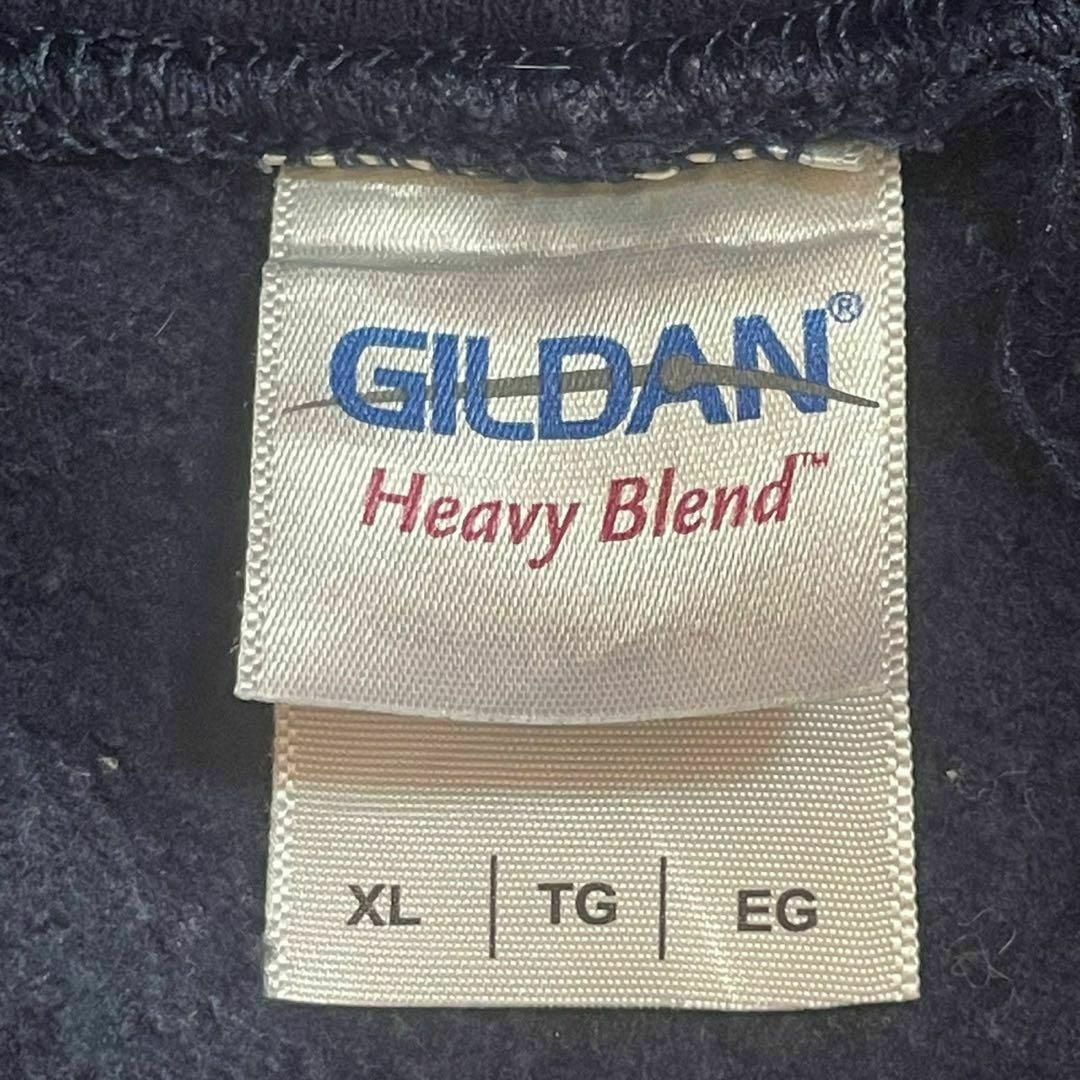 GILDAN®
Heavy Blend™
XL | TG | EG